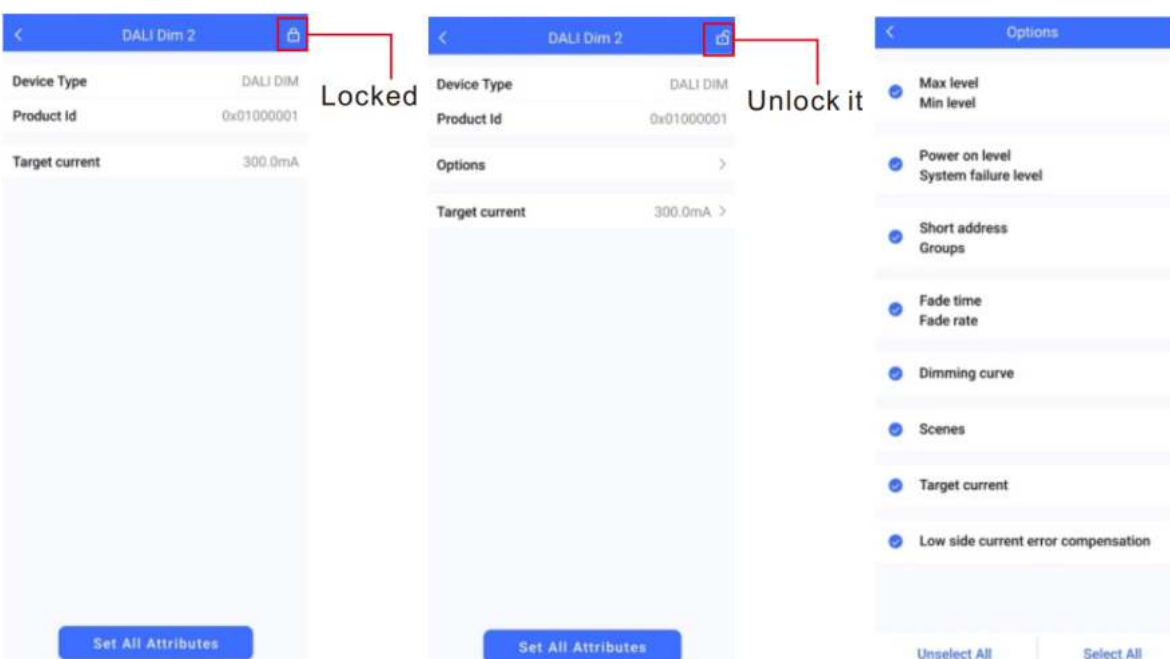 DALI Dim 2
Device Type DALI DIM
Product Id 0x01000001
Target current 300.0mA
Set All Attributes
Locked
DALI Dim 2
Device Type DALI DIM
Product Id 0x01000001
Options
Target current 300.0mA
Set All Attributes
Unlock it
Options
Max level
Min level
Power on level
System failure level
Short address
Groups
Fade time
Fade rate
Dimming curve
Scenes
Target current
Low side current error compensation
Unselect All Select All